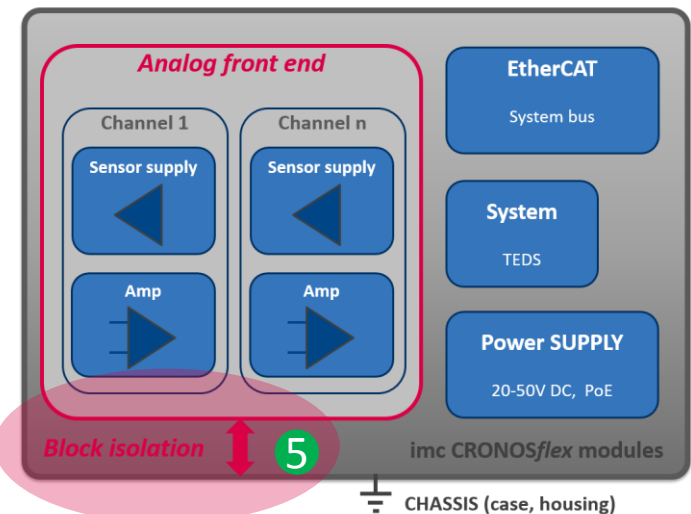 Analog front end
Channel 1
Channel n
Sensor supply
Sensor supply
Amp
Amp
EtherCAT
System bus
System
TEDS
Power SUPPLY
20-50V DC, PoE
Block isolation
5
imc CRONOSflex modules
CHASSIS (case, housing)